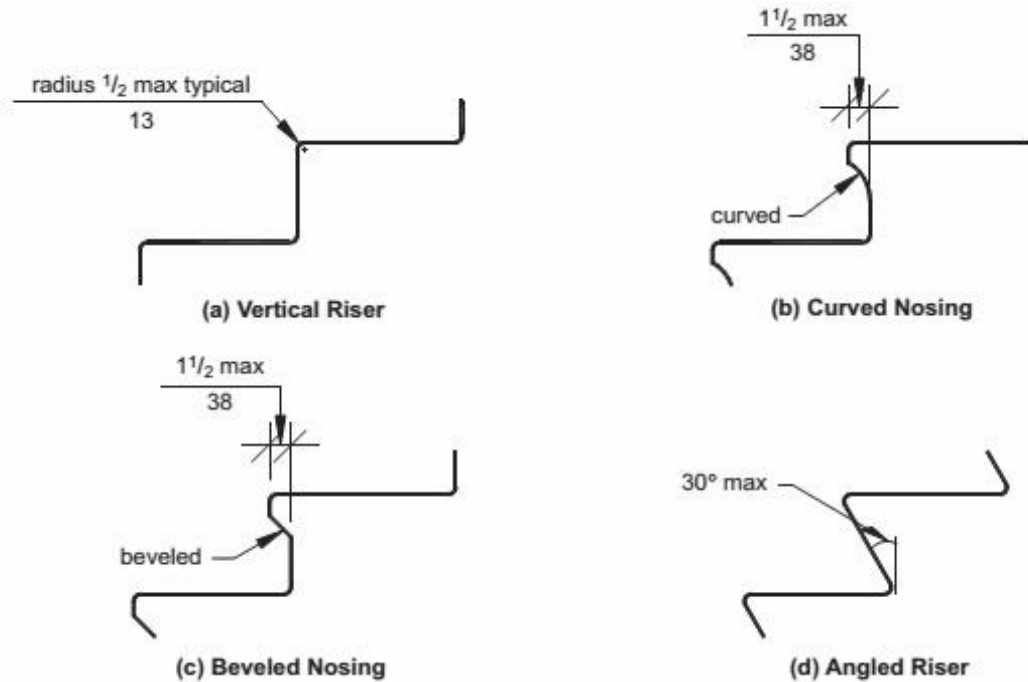 radius 1/2 max typical
13
(a) Vertical Riser
1 1/2 max
38
curved
(b) Curved Nosing
1 1/2 max
38
beveled
(c) Beveled Nosing
30° max
(d) Angled Riser